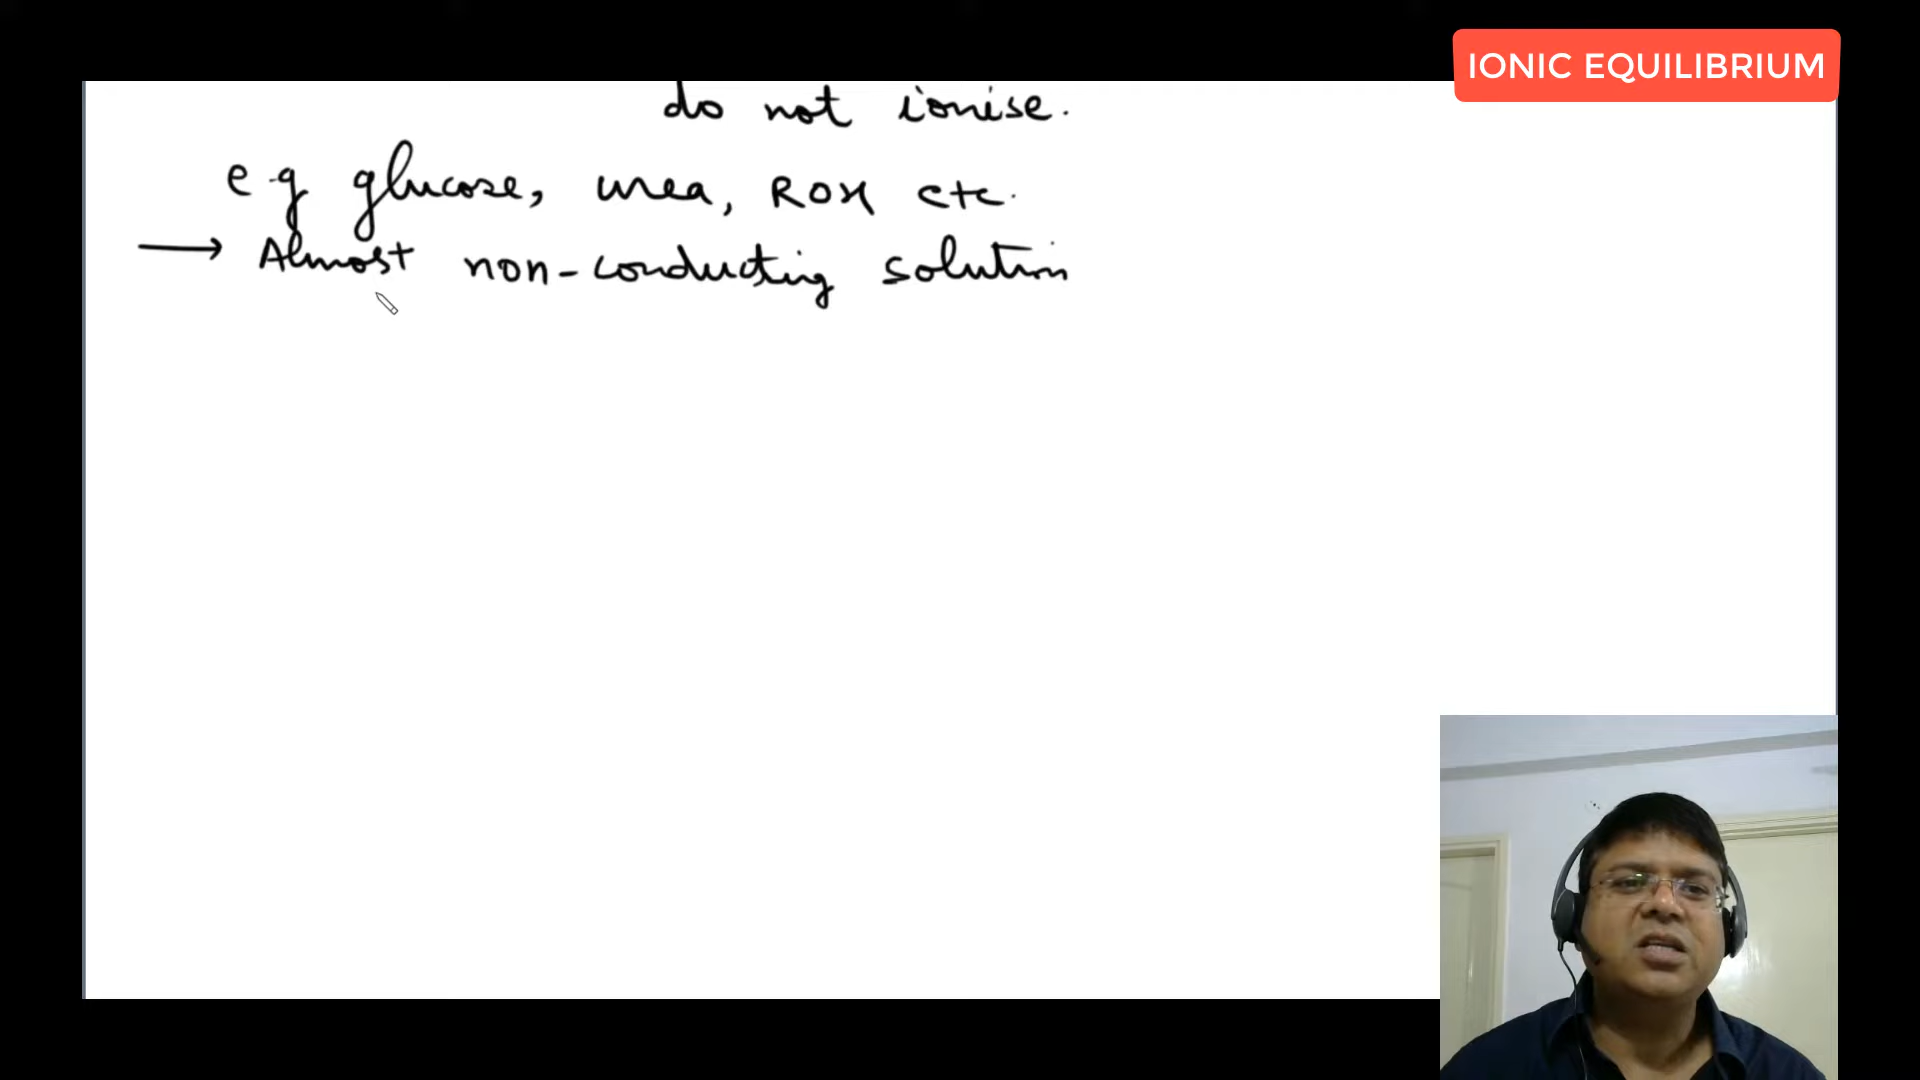 IONIC EQUILIBRIUM
do not ionise.
e.g glucose, urea, ROH etc.
→ Almost non-conducting solution